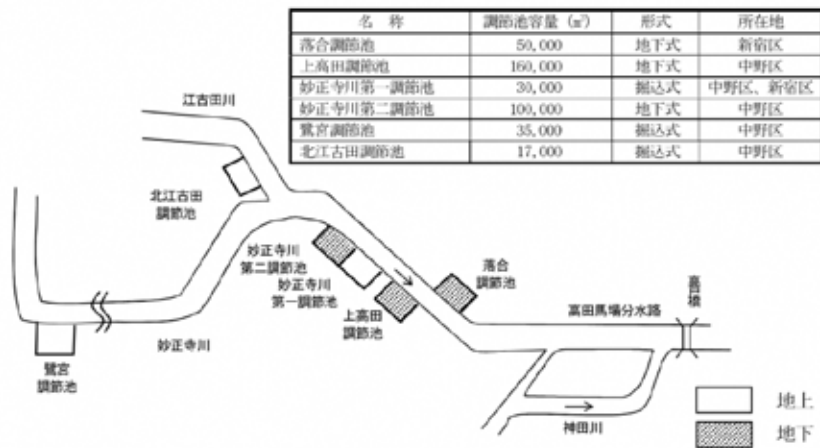 名 称 調節池容量（㎥） 形式 所在地
落合調節池 50,000 地下式 新宿区
上高田調節池 160,000 地下式 中野区
妙正寺川第一調節池 30,000 掘込式 中野区、新宿区
妙正寺川第二調節池 100,000 地下式 中野区
鷺宮調節池 35,000 掘込式 中野区
北江古田調節池 17,000 掘込式 中野区
江古田川
北江古田
調節池
妙正寺川
第二調節池
妙正寺川
第一調節池
上高田
調節池
落合
調節池
高田馬場分水路
高戸橋
妙正寺川
鷺宮
調節池
神田川
地上
地下